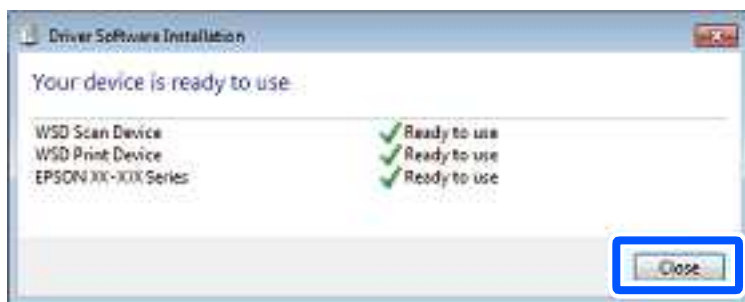 Driver Software Installation
Your device is ready to use
WSD Scan Device Ready to use
WSD Print Device Ready to use
EPSON XX-XXX Series Ready to use
Close